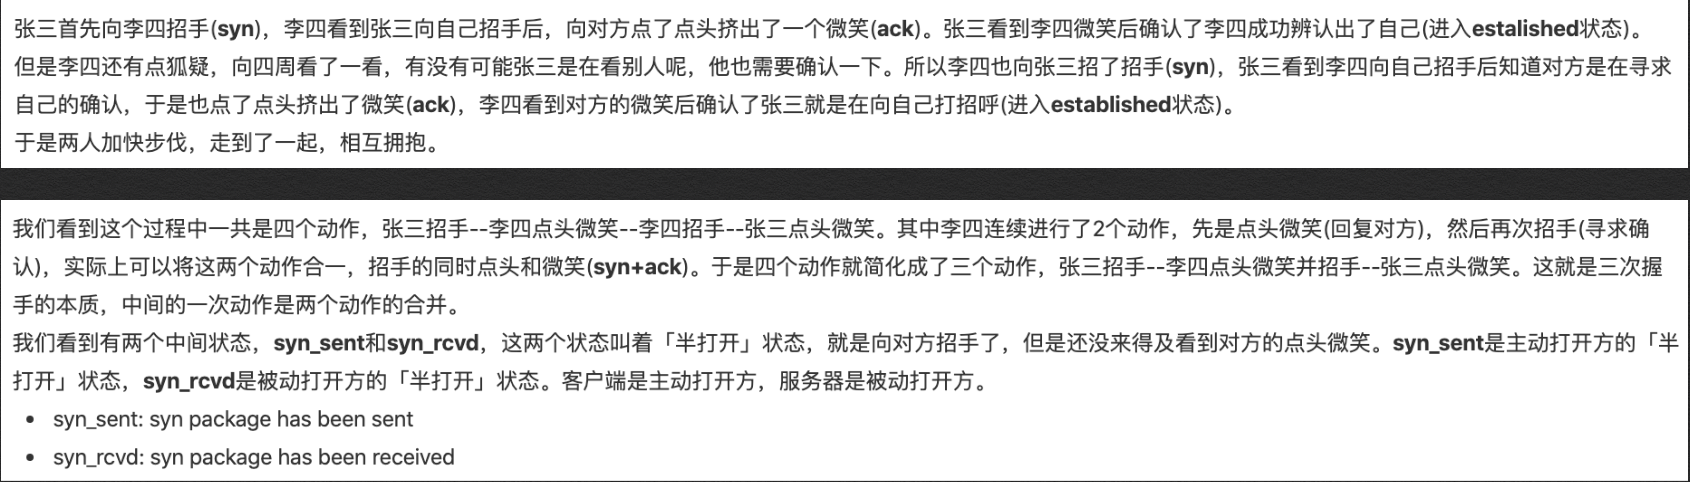 张三首先向李四招手(syn)，李四看到张三向自己招手后，向对方点了点头挤出了一个微笑(ack)。张三看到李四微笑后确认了李四成功辨认出了自己(进入estalished状态)。
但是李四还有点狐疑，向四周看了一看，有没有可能张三是在看别人呢，他也需要确认一下。所以李四也向张三招了招手(syn)，张三看到李四向自己招手后知道对方是在寻求
自己的确认，于是也点了点头挤出了微笑(ack)，李四看到对方的微笑后确认了张三就是在向自己打招呼(进入established状态)。
于是两人加快步伐，走到了一起，相互拥抱。
我们看到这个过程中一共是四个动作，张三招手--李四点头微笑--李四招手--张三点头微笑。其中李四连续进行了2个动作，先是点头微笑(回复对方)，然后再次招手(寻求确
认)，实际上可以将这两个动作合一，招手的同时点头和微笑(syn+ack)。于是四个动作就简化成了三个动作，张三招手--李四点头微笑并招手--张三点头微笑。这就是三次握
手的本质，中间的一次动作是两个动作的合并。
我们看到有两个中间状态，syn_sent和syn_rcvd，这两个状态叫着「半打开」状态，就是向对方招手了，但是还没来得及看到对方的点头微笑。syn_sent是主动打开方的「半
打开」状态，syn_rcvd是被动打开方的「半打开」状态。客户端是主动打开方，服务器是被动打开方。
• syn_sent: syn package has been sent
• syn_rcvd: syn package has been received